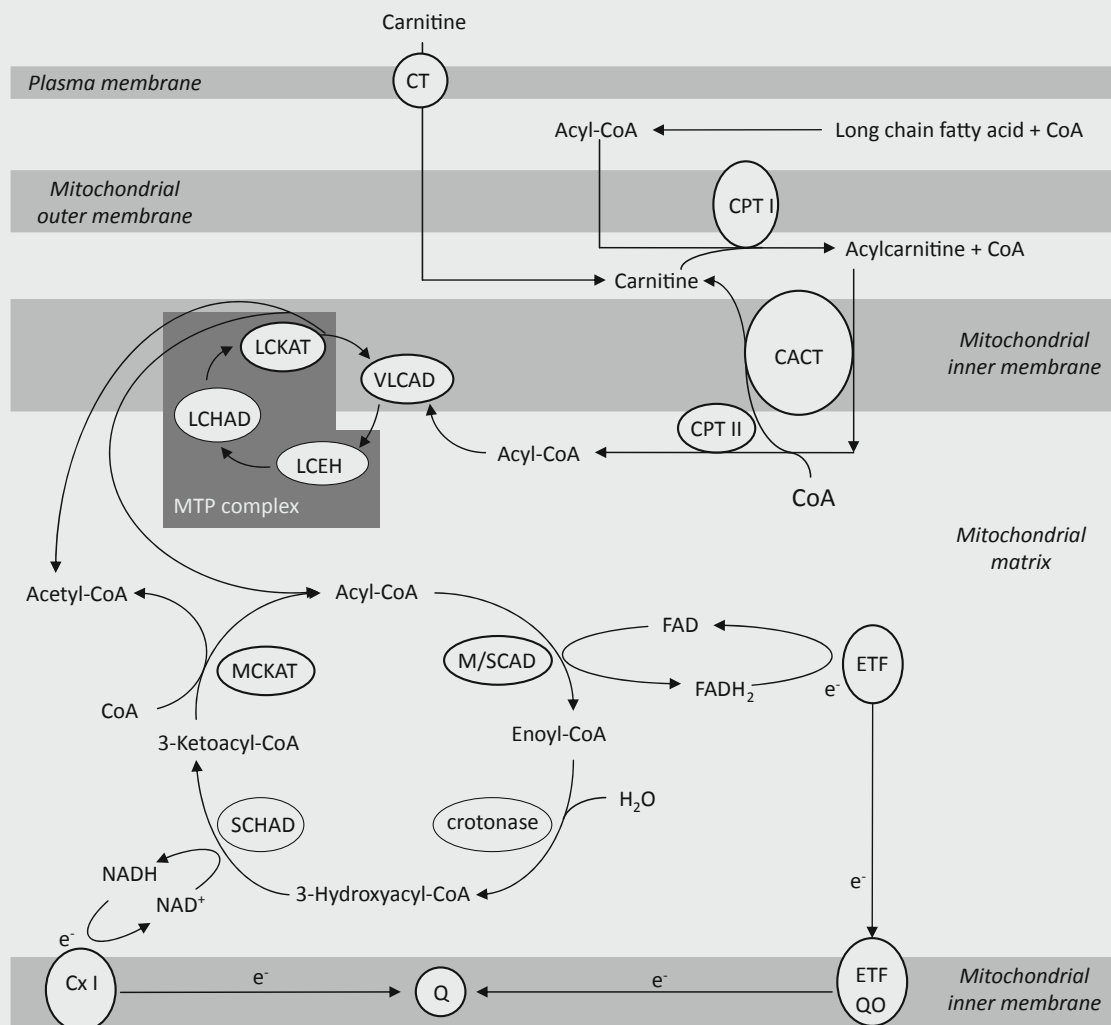 Carnitine
CT
Plasma membrane
Acyl-CoA
Long chain fatty acid + CoA
Mitochondrial
outer membrane
CPT I
Acylcarnitine + CoA
Carnitine
LCKAT
VLCAD
CACT
Mitochondrial
inner membrane
LCHAD
CPT II
LCEH
Acyl-CoA
MTP complex
CoA
Mitochondrial
matrix
Acetyl-CoA
Acyl-CoA
FAD
MCKAT
M/SCAD
ETF
FADH₂
e⁻
CoA
3-Ketoacyl-CoA
Enoyl-CoA
H₂O
SCHAD
crotonase
NADH
NAD⁺
3-Hydroxyacyl-CoA
e⁻
e⁻
Cx I
e⁻
Q
e⁻
ETF
QO
Mitochondrial
inner membrane